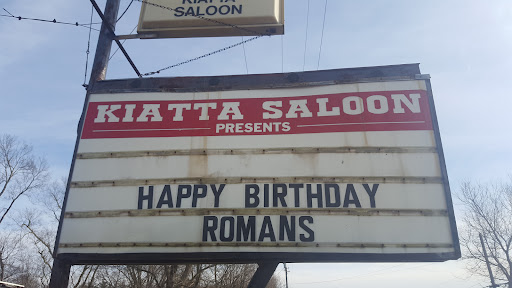 KIATTA
SALOON
KIATTA SALOON
PRESENTS
HAPPY BIRTHDAY
ROMANS